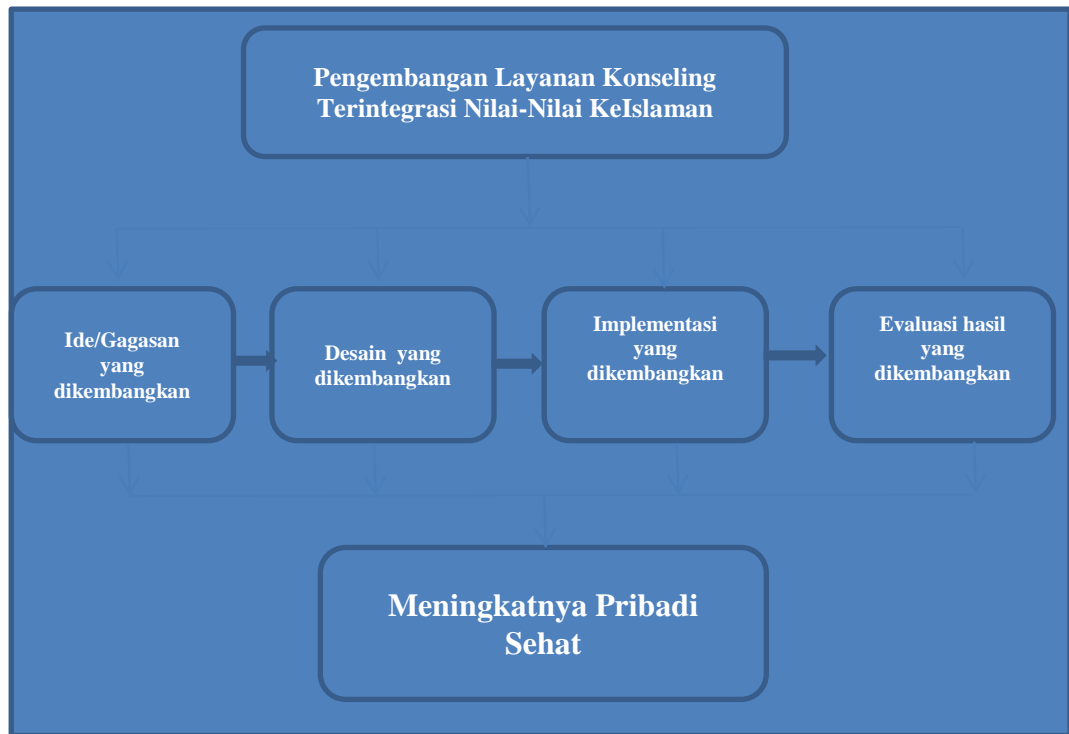 Pengembangan Layanan Konseling
Terintegrasi Nilai-Nilai KeIslaman
Ide/Gagasan
yang
dikembangkan
Desain yang
dikembangkan
Implementasi
yang
dikembangkan
Evaluasi hasil
yang
dikembangkan
Meningkatnya Pribadi
Sehat